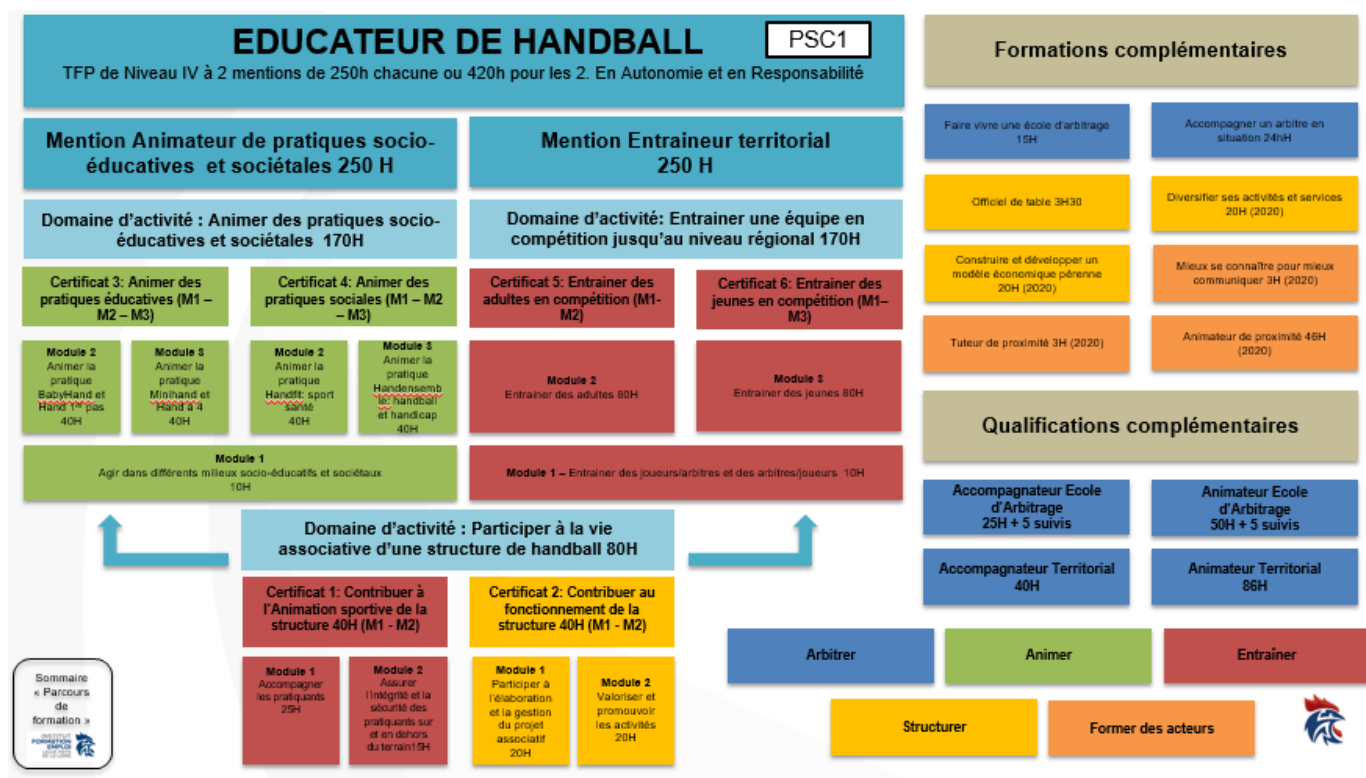 EDUCATEUR DE HANDBALL
PSC1
TFP de Niveau IV à 2 mentions de 250h chacune ou 420h pour les 2. En Autonomie et en Responsabilité
Mention Animateur de pratiques socio-
éducatives et sociétales 250 H
Mention Entraineur territorial
250 H
Domaine d'activité : Animer des pratiques socio-
éducatives et sociétales 170H
Domaine d'activité: Entrainer une équipe en
compétition jusqu'au niveau régional 170H
Certificat 3: Animer des
pratiques éducatives (M1 –
M2 – M3)
Certificat 4: Animer des
pratiques sociales (M1 – M2
– M3)
Certificat 5: Entrainer des
adultes en compétition (M1-
M2)
Certificat 6: Entrainer des
jeunes en compétition (M1–
M3)
Module 2
Animer la
pratique
BabyHand et
Hand 1er pas
40H
Module 3
Animer la
pratique
Minihand et
Hand à 4
40H
Module 2
Animer la
pratique
Handfit: sport
santé
40H
Module 3
Animer la
pratique
Handensemb
le: handball
et handicap
40H
Module 2
Entrainer des adultes 80H
Module 3
Entrainer des jeunes 80H
Module 1
Agir dans différents milieux socio-éducatifs et sociétaux
10H
Module 1 – Entrainer des joueurs/arbitres et des arbitres/joueurs 10H
Domaine d'activité : Participer à la vie
associative d'une structure de handball 80H
Certificat 1: Contribuer à
l'Animation sportive de la
structure 40H (M1 - M2)
Certificat 2: Contribuer au
fonctionnement de la
structure 40H (M1 - M2)
Module 1
Accompagner
les pratiquants
25H
Module 2
Assurer
l'intégrité et la
sécurité des
pratiquants sur
et en dehors
du terrain15H
Module 1
Participer à
l'élaboration
et la gestion
du projet
associatif
20H
Module 2
Valoriser et
promouvoir
les activités
20H
Sommaire
« Parcours
de
formation »
INSTITUT
FORMATION
EMPLOI
Formations complémentaires
Faire vivre une école d'arbitrage
15H
Accompagner un arbitre en
situation 24hH
Officiel de table 3H30
Diversifier ses activités et services
20H (2020)
Construire et développer un
modèle économique pérenne
20H (2020)
Mieux se connaître pour mieux
communiquer 3H (2020)
Tuteur de proximité 3H (2020)
Animateur de proximité 46H
(2020)
Qualifications complémentaires
Accompagnateur Ecole
d'Arbitrage
25H + 5 suivis
Animateur Ecole
d'Arbitrage
50H + 5 suivis
Accompagnateur Territorial
40H
Animateur Territorial
86H
Arbitrer
Animer
Entraîner
Structurer
Former des acteurs